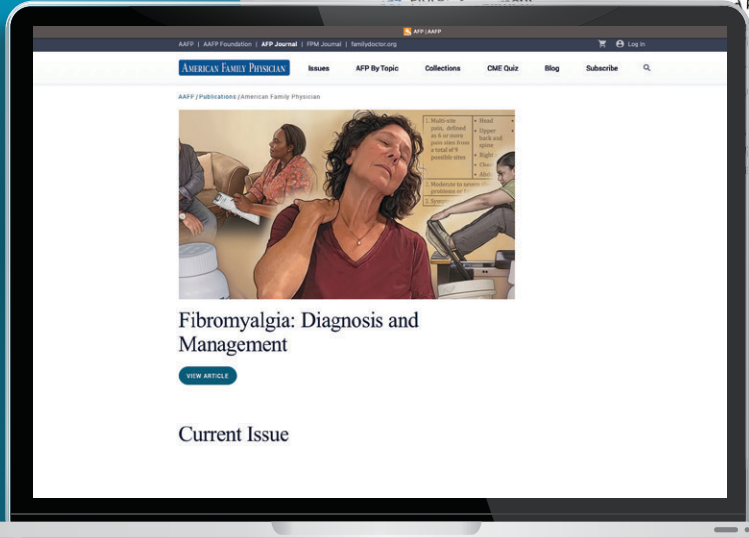 AFP | AAFP
AAFP | AAFP Foundation | AFP Journal | FPM Journal | familydoctor.org
Log In
AMERICAN FAMILY PHYSICIAN
Issues
AFP By Topic
Collections
CME Quiz
Blog
Subscribe
AAFP / Publications / American Family Physician
1. Multi-site
pain, defined
as 6 or more
pain sites from
a total of 9
possible sites
• Head
• Upper
back and
spine
• Right
2. Moderate to
problems or
Fibromyalgia: Diagnosis and
Management
VIEW ARTICLE
Current Issue